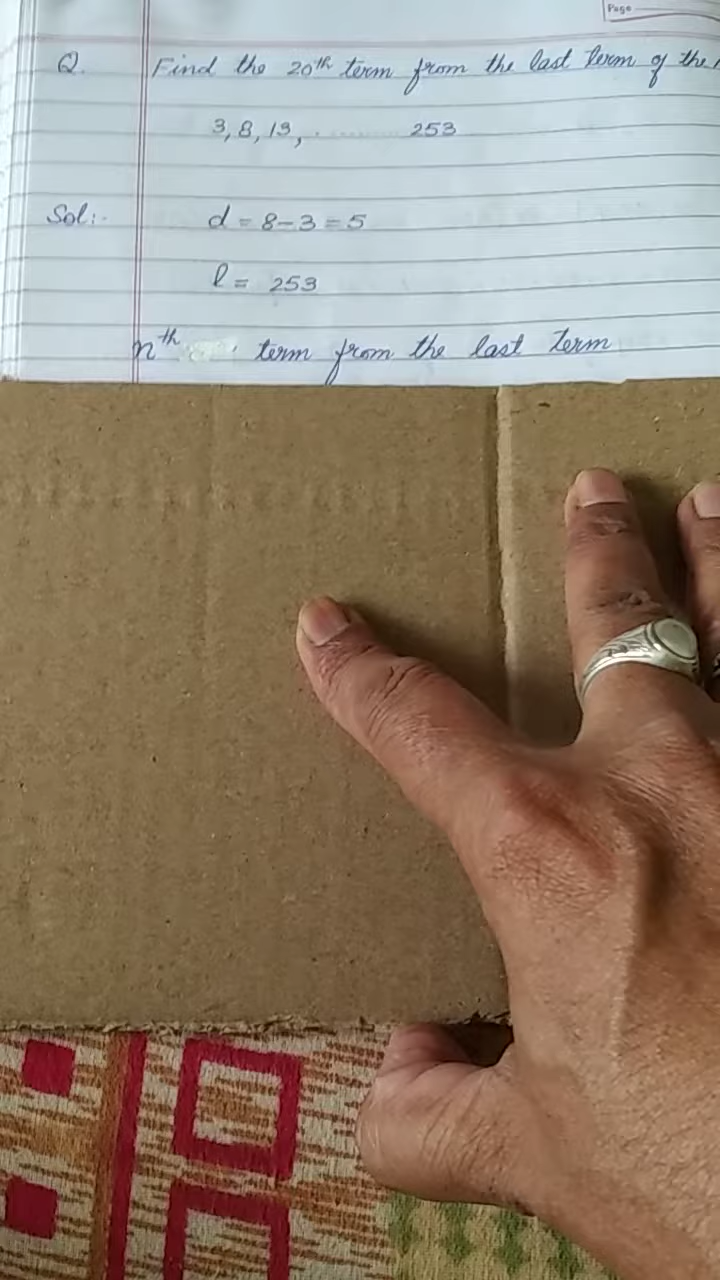 Page
Q. Find the 20th term from the last term of the
3, 8, 13, ......... 253
Sol:- d = 8-3 = 5
l = 253
nth term from the last term